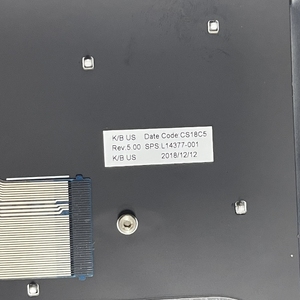 K/B US Date Code:CS18C5
Rev:5.00 SPS:L14377-001
K/B US 2018/12/12